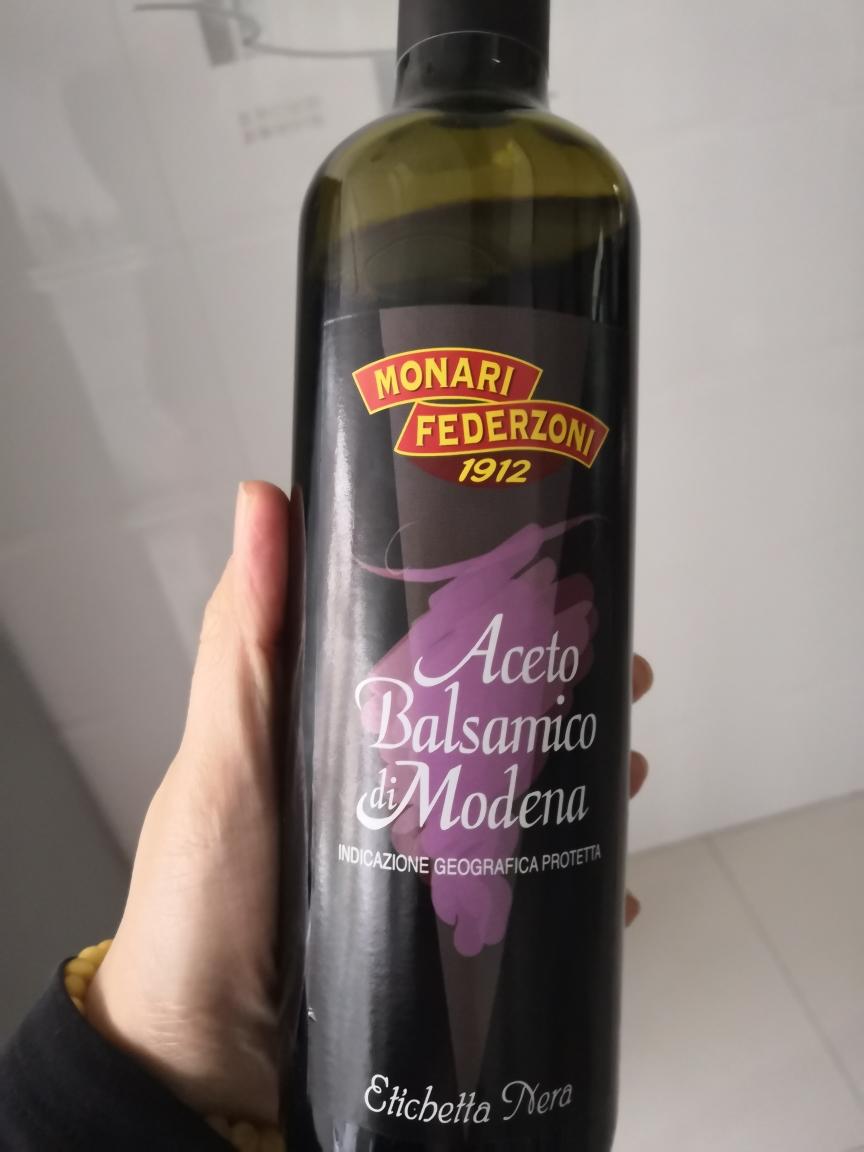 MONARI
FEDERZONI
1912
Aceto
Balsamico
di Modena
INDICAZIONE GEOGRAFICA PROTETTA
Etichetta Nera